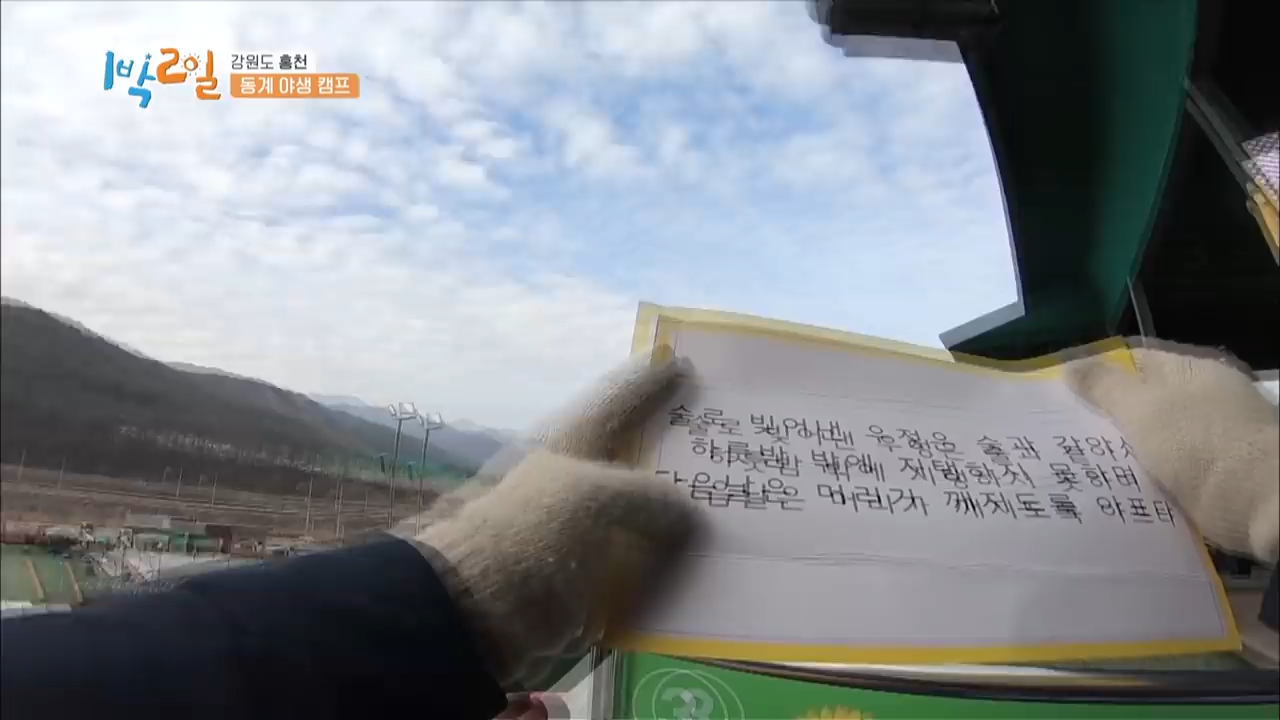 1박2일
강원도 홍천
동계 야생 캠프
술로 빚어낸 우정은 술과 같아서
하룻밤 밖에 지탱하지 못하며
다음날은 머리가 깨지도록 아프다
33